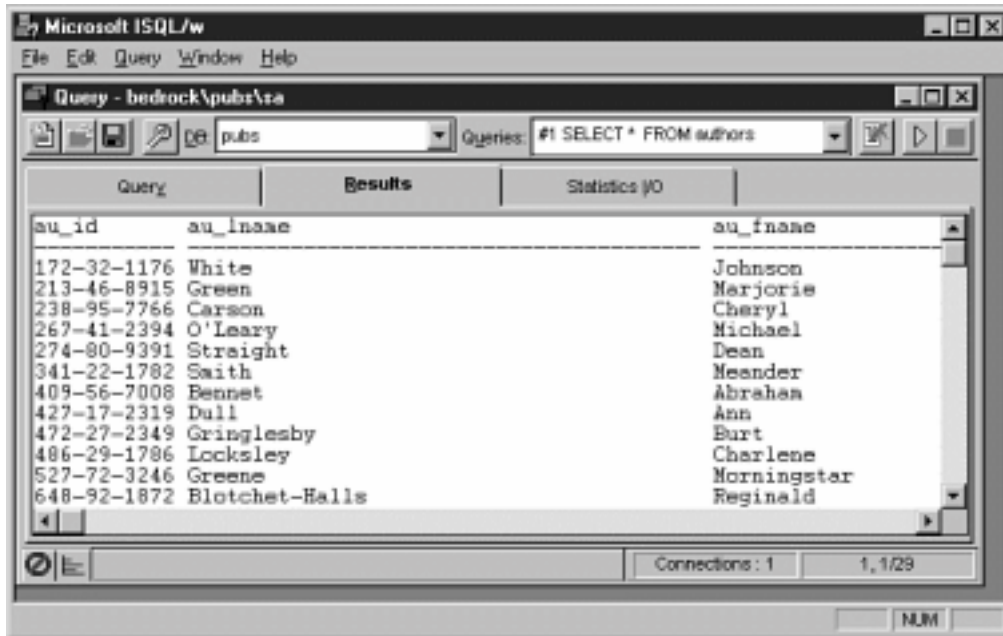 Microsoft ISQL/w
File Edit Query Window Help
Query - bedrock\pubs\sa
DB: pubs Queries: #1 SELECT * FROM authors
Query Results Statistics I/O
au_id au_lname au_fname
172-32-1176 White Johnson
213-46-8915 Green Marjorie
238-95-7766 Carson Cheryl
267-41-2394 O'Leary Michael
274-80-9391 Straight Dean
341-22-1782 Smith Meander
409-56-7008 Bennet Abraham
427-17-2319 Dull Ann
472-27-2349 Gringlesby Burt
486-29-1786 Locksley Charlene
527-72-3246 Greene Morningstar
648-92-1872 Blotchet-Halls Reginald
Connections : 1 1, 1/29
NUM